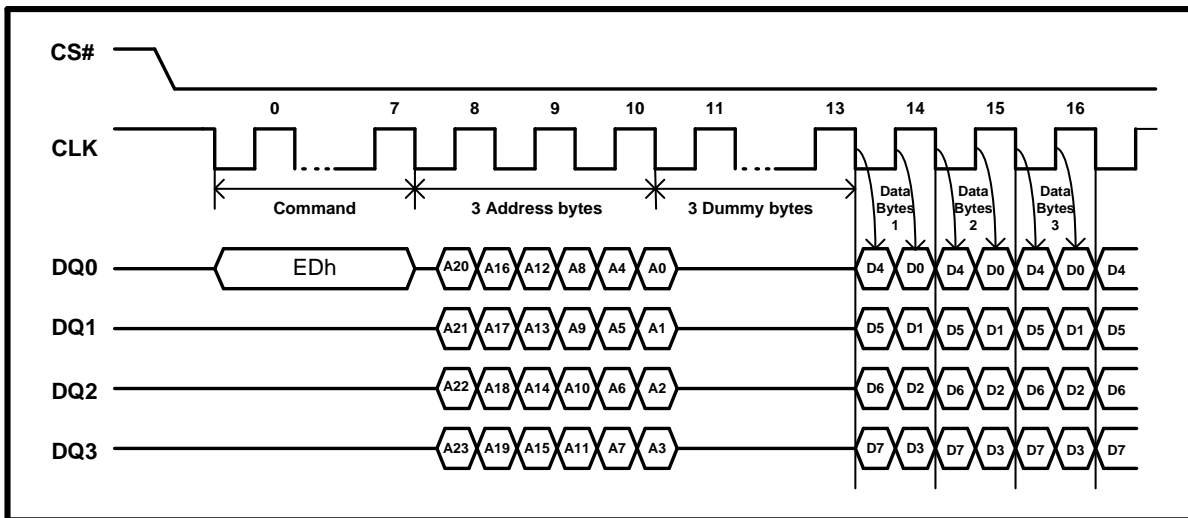 CS#
0 7 8 9 10 11 13 14 15 16
CLK
Command 3 Address bytes 3 Dummy bytes
Data Bytes 1
Data Bytes 2
Data Bytes 3
DQ0 EDh A20 A16 A12 A8 A4 A0 D4 D0 D4 D0 D4 D0 D4
DQ1 A21 A17 A13 A9 A5 A1 D5 D1 D5 D1 D5 D1 D5
DQ2 A22 A18 A14 A10 A6 A2 D6 D2 D6 D2 D6 D2 D6
DQ3 A23 A19 A15 A11 A7 A3 D7 D3 D7 D3 D7 D3 D7